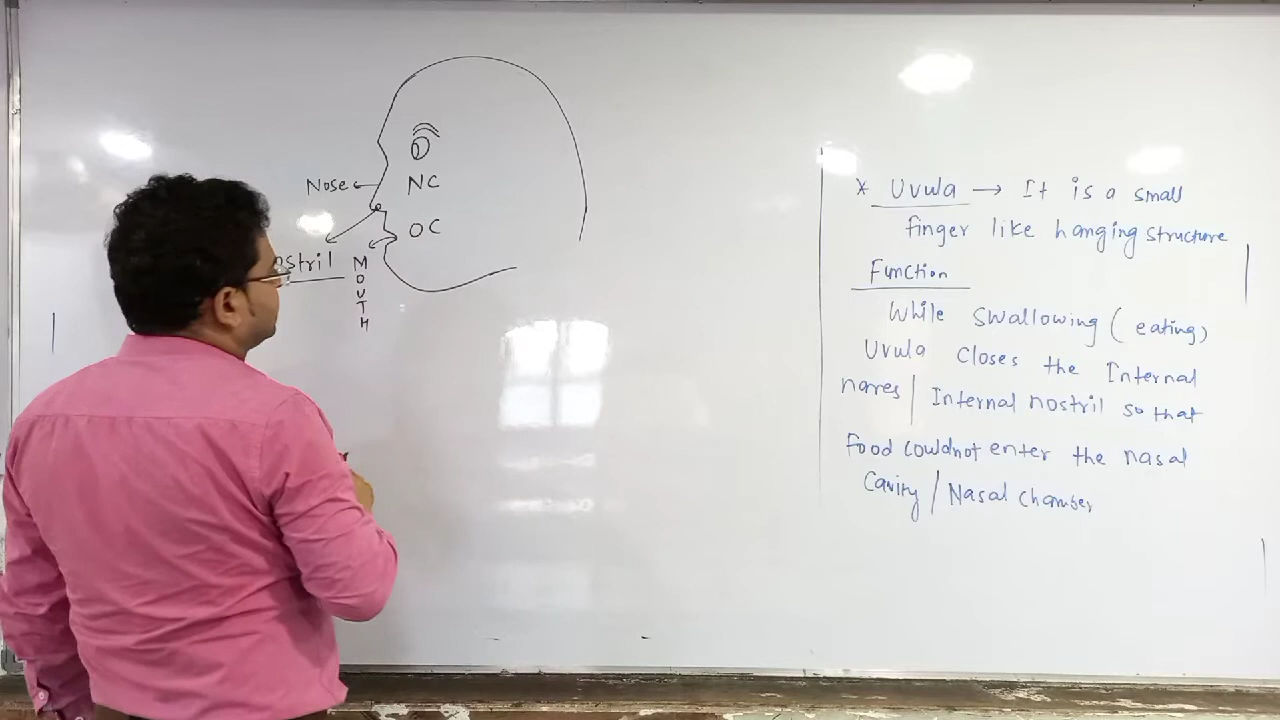 Nose
NC
OC
ostril
MOUTH
* Uvula → It is a small
finger like hanging structure
Function
While swallowing (eating)
Uvula closes the Internal
nares / Internal nostril so that
Food couldnot enter the nasal
Cavity / Nasal chamber